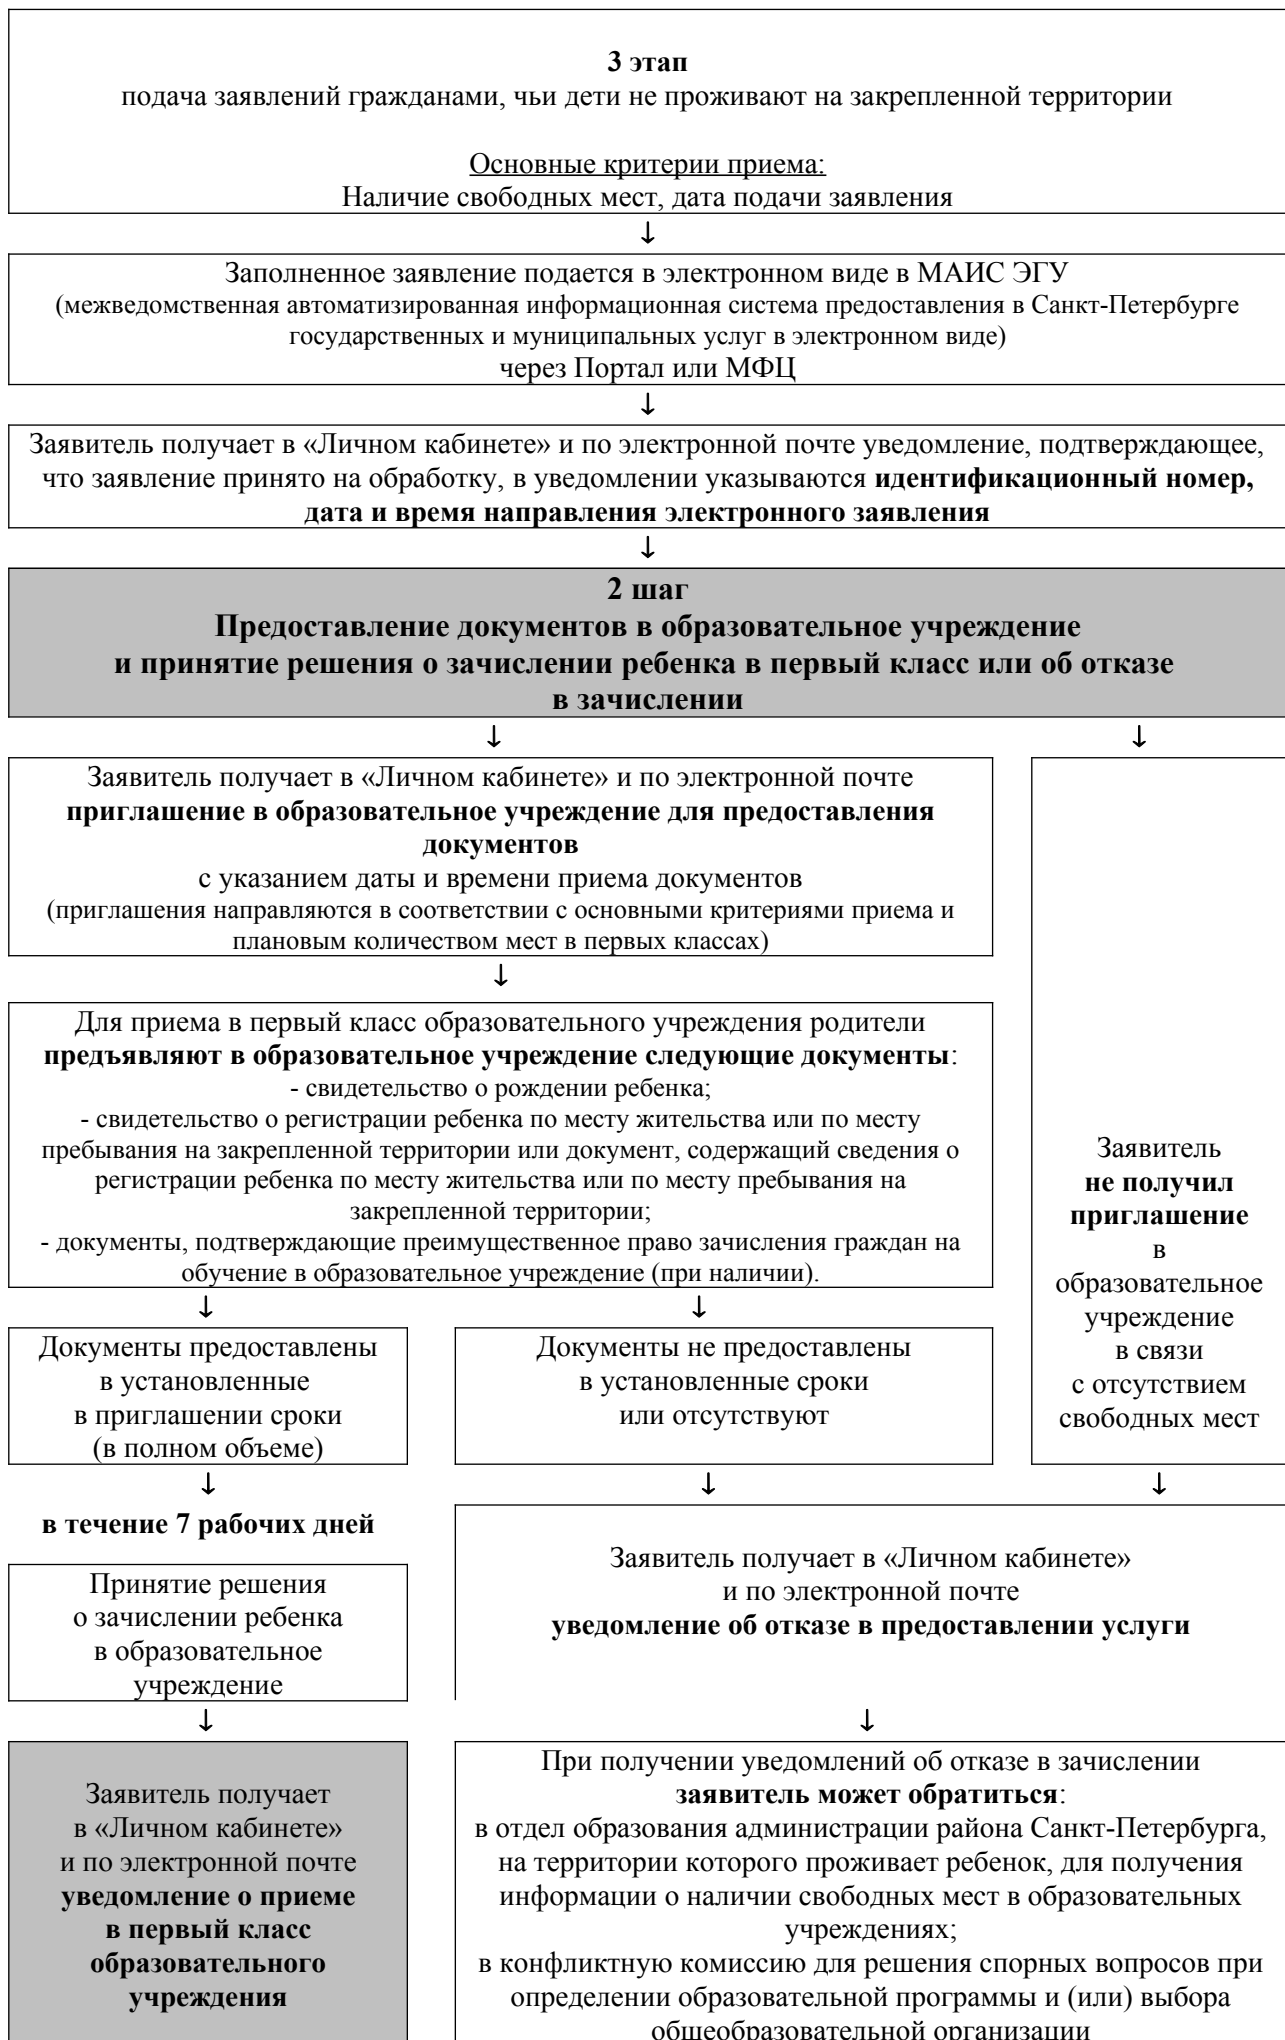 3 этап
подача заявлений гражданами, чьи дети не проживают на закрепленной территории
Основные критерии приема:
Наличие свободных мест, дата подачи заявления
↓
Заполненное заявление подается в электронном виде в МАИС ЭГУ
(межведомственная автоматизированная информационная система предоставления в Санкт-Петербурге
государственных и муниципальных услуг в электронном виде)
через Портал или МФЦ
↓
Заявитель получает в «Личном кабинете» и по электронной почте уведомление, подтверждающее,
что заявление принято на обработку, в уведомлении указываются идентификационный номер,
дата и время направления электронного заявления
↓
2 шаг
Предоставление документов в образовательное учреждение
и принятие решения о зачислении ребенка в первый класс или об отказе
в зачислении
↓ ↓
Заявитель получает в «Личном кабинете» и по электронной почте
приглашение в образовательное учреждение для предоставления
документов
с указанием даты и времени приема документов
(приглашения направляются в соответствии с основными критериями приема и
плановым количеством мест в первых классах)
↓
Для приема в первый класс образовательного учреждения родители
предъявляют в образовательное учреждение следующие документы:
- свидетельство о рождении ребенка;
- свидетельство о регистрации ребенка по месту жительства или по месту
пребывания на закрепленной территории или документ, содержащий сведения о
регистрации ребенка по месту жительства или по месту пребывания на
закрепленной территории;
- документы, подтверждающие преимущественное право зачисления граждан на
обучение в образовательное учреждение (при наличии).
↓ ↓
Документы предоставлены
в установленные
в приглашении сроки
(в полном объеме)
Документы не предоставлены
в установленные сроки
или отсутствуют
Заявитель
не получил
приглашение
в
образовательное
учреждение
в связи
с отсутствием
свободных мест
↓ ↓ ↓
в течение 7 рабочих дней
Принятие решения
о зачислении ребенка
в образовательное
учреждение
Заявитель получает в «Личном кабинете»
и по электронной почте
уведомление об отказе в предоставлении услуги
↓ ↓
Заявитель получает
в «Личном кабинете»
и по электронной почте
уведомление о приеме
в первый класс
образовательного
учреждения
При получении уведомлений об отказе в зачислении
заявитель может обратиться:
в отдел образования администрации района Санкт-Петербурга,
на территории которого проживает ребенок, для получения
информации о наличии свободных мест в образовательных
учреждениях;
в конфликтную комиссию для решения спорных вопросов при
определении образовательной программы и (или) выбора
общеобразовательной организации